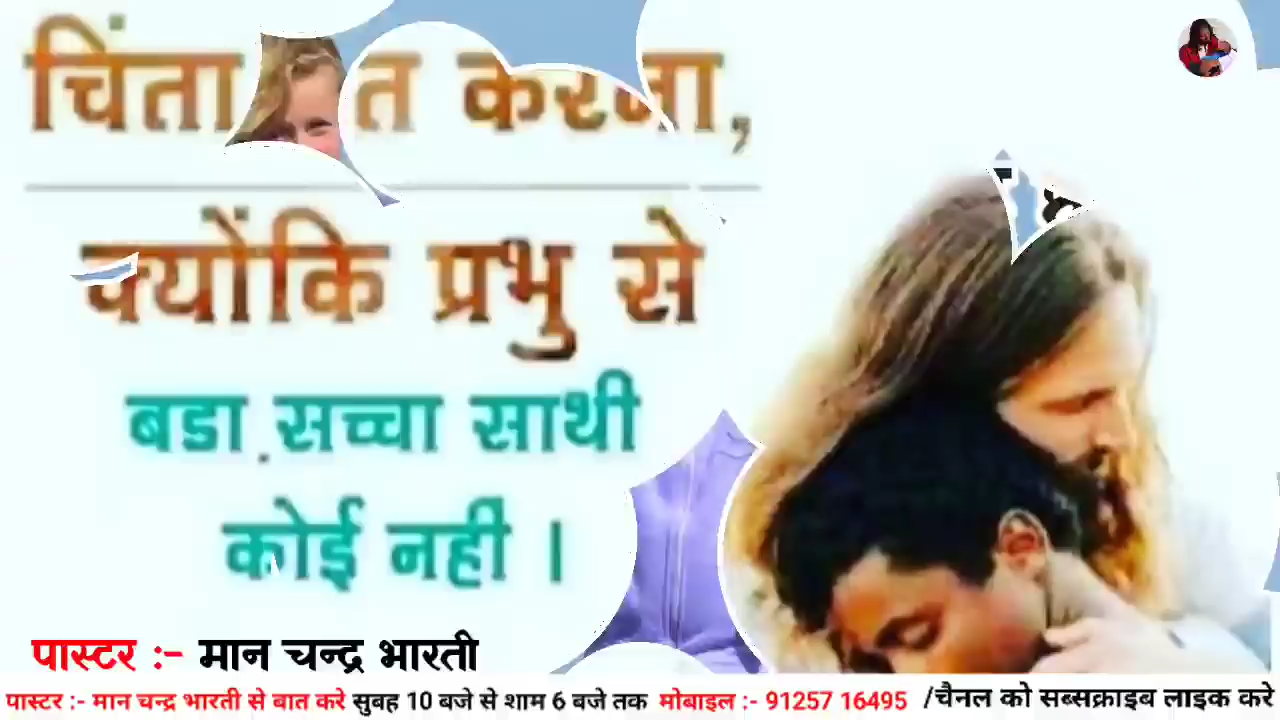 चिंता त करना,
क्योंकि प्रभु से
बडा सच्चा साथी
कोई नहीं ।
पास्टर :- मान चन्द्र भारती
पास्टर :- मान चन्द्र भारती से बात करे सुबह 10 बजे से शाम 6 बजे तक मोबाइल :- 91257 16495 /चैनल को सब्सक्राइब लाइक करे